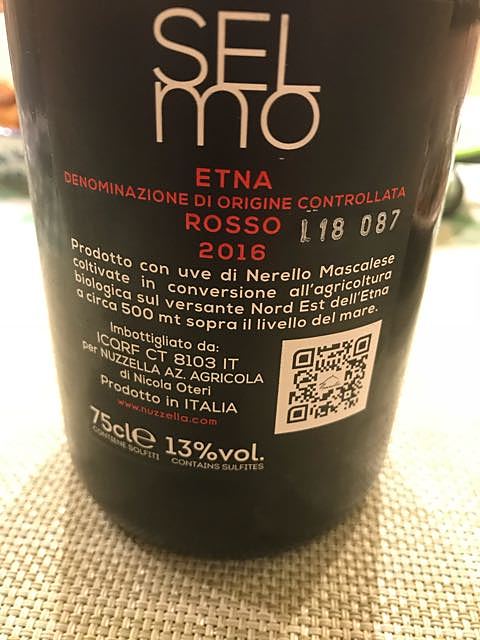 SEL
mo
ETNA
DENOMINAZIONE DI ORIGINE CONTROLLATA
ROSSO L18 087
2016
Prodotto con uve di Nerello Mascalese
coltivate in conversione all'agricoltura
biologica sul versante Nord Est dell'Etna
a circa 500 mt sopra il livello del mare.
Imbottigliato da:
ICQRF CT 8103 IT
per NUZZELLA AZ. AGRICOLA
di Nicola Oteri
Prodotto in ITALIA
www.nuzzella.com
75cl e 13%vol.
CONTIENE SOLFITI CONTAINS SULFITES